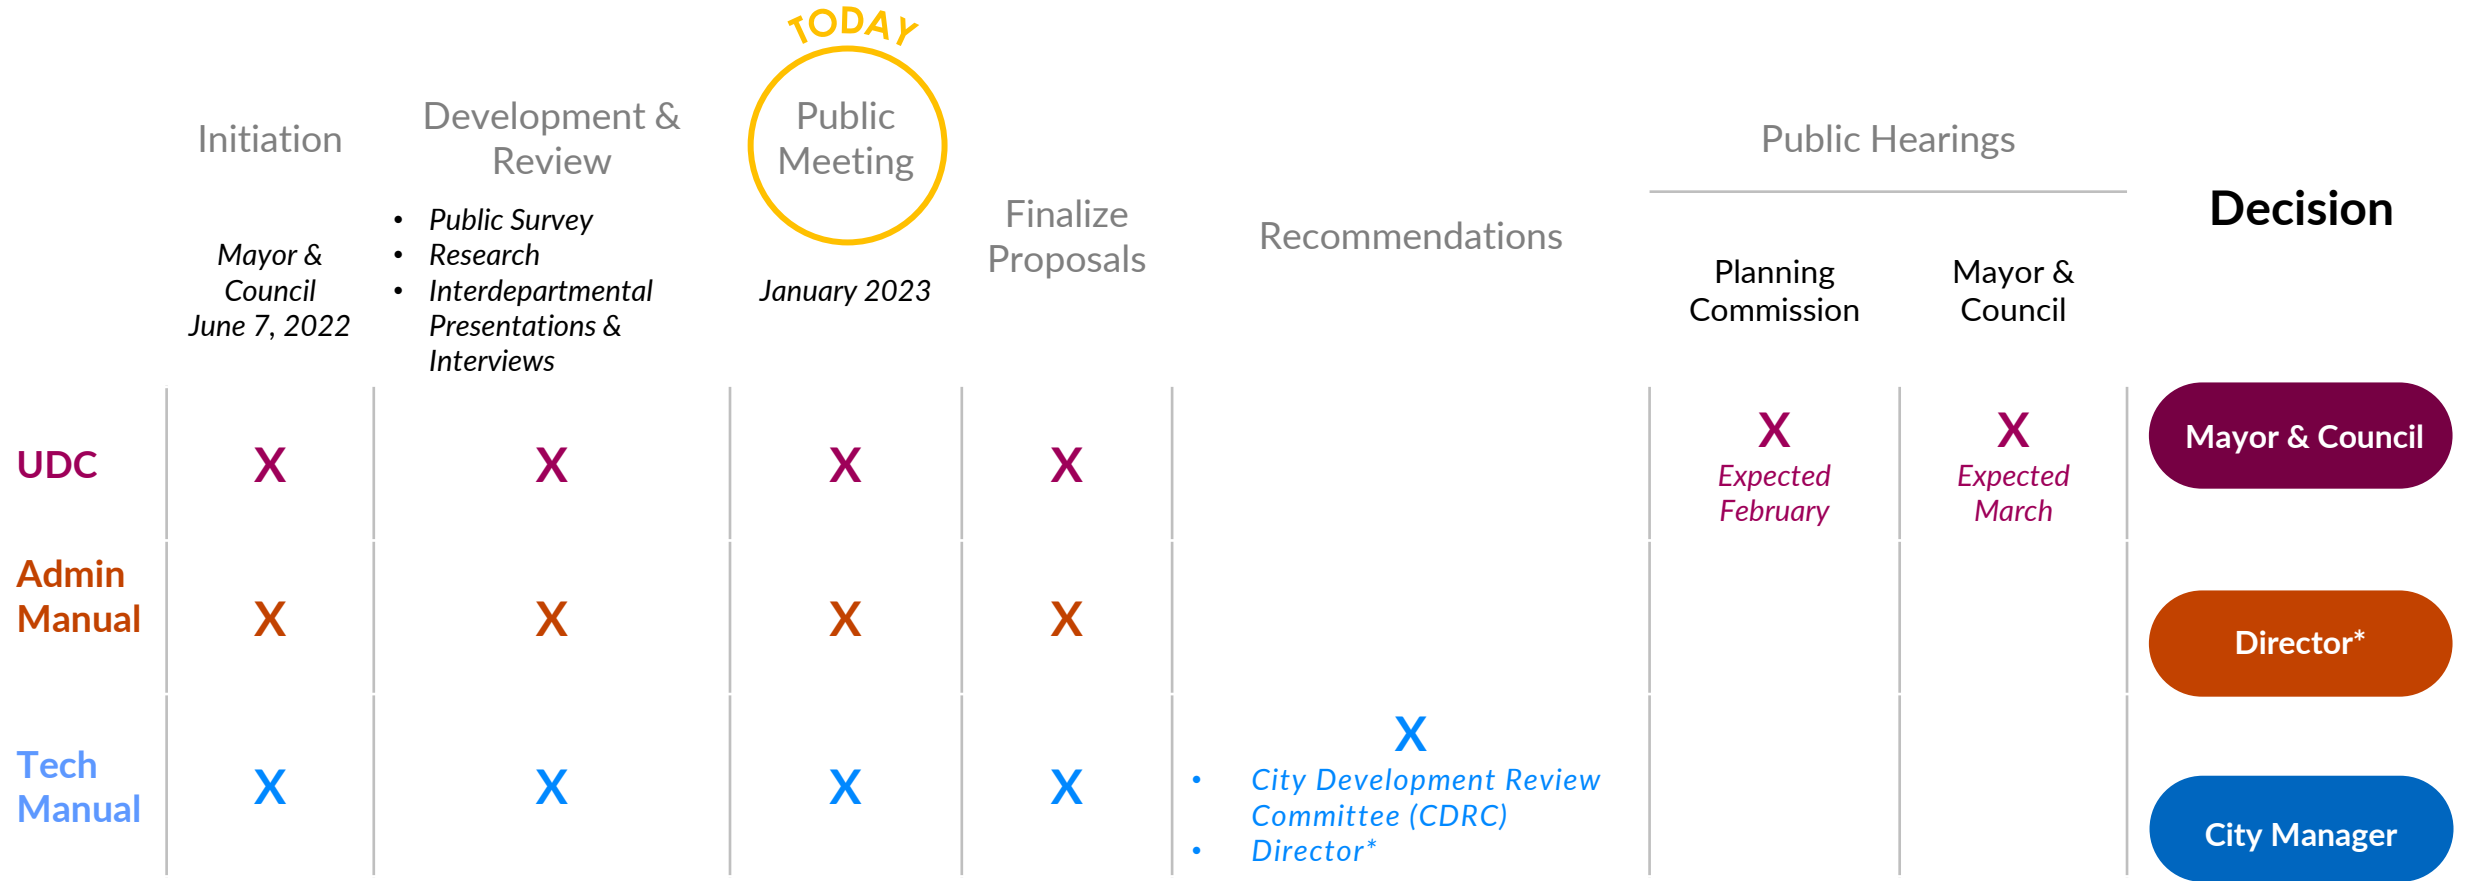 TODAY
Initiation
Development &
Review
Public
Meeting
Finalize
Proposals
Recommendations
Public Hearings
Decision
Mayor &
Council
June 7, 2022
• Public Survey
• Research
• Interdepartmental
Presentations &
Interviews
January 2023
Planning
Commission
Mayor &
Council
UDC
X
X
X
X
X
Expected
February
X
Expected
March
Mayor & Council
Admin
Manual
X
X
X
X
Director*
Tech
Manual
X
X
X
X
X
• City Development Review
Committee (CDRC)
• Director*
City Manager